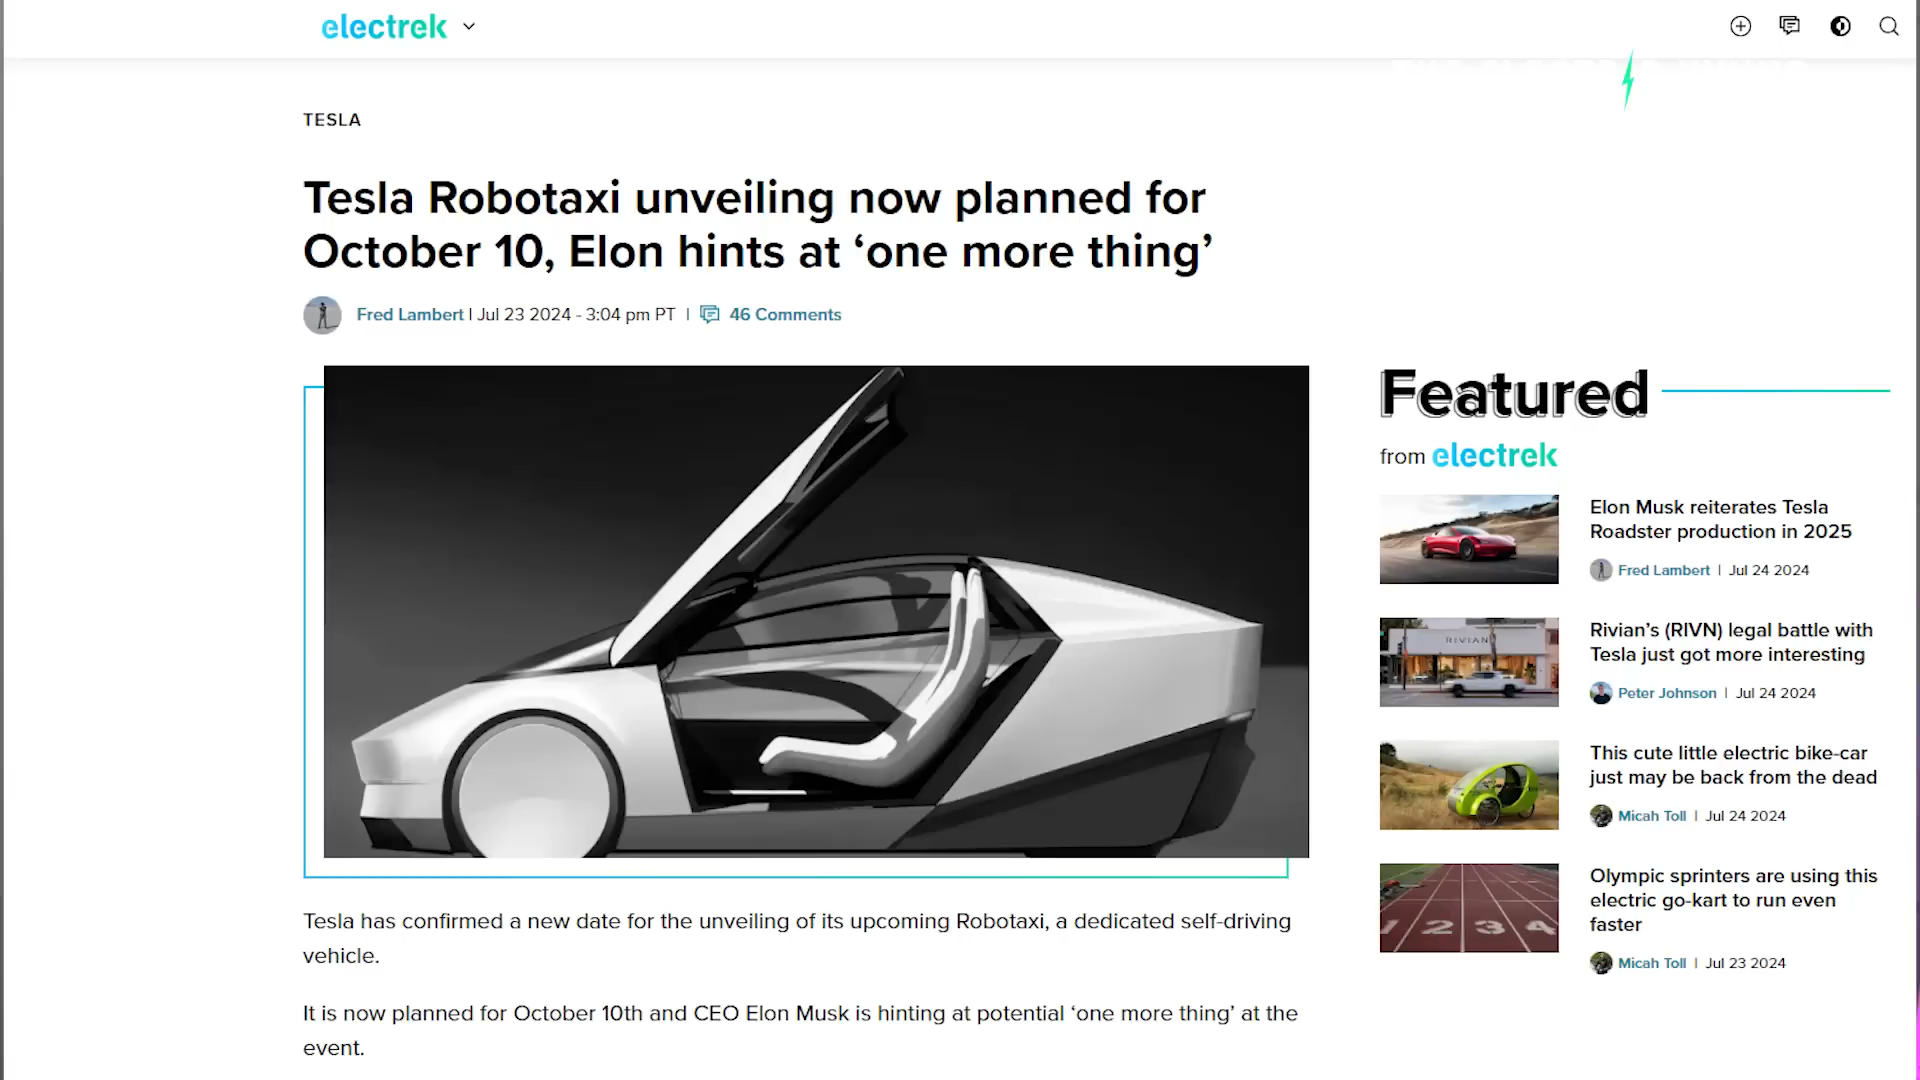 electrek
TESLA
Tesla Robotaxi unveiling now planned for
October 10, Elon hints at ‘one more thing’
Fred Lambert | Jul 23 2024 - 3:04 pm PT | 46 Comments
Tesla has confirmed a new date for the unveiling of its upcoming Robotaxi, a dedicated self-driving
vehicle.
It is now planned for October 10th and CEO Elon Musk is hinting at potential ‘one more thing’ at the
event.
Featured
from electrek
Elon Musk reiterates Tesla
Roadster production in 2025
Fred Lambert | Jul 24 2024
RIVIAN
Rivian’s (RIVN) legal battle with
Tesla just got more interesting
Peter Johnson | Jul 24 2024
This cute little electric bike-car
just may be back from the dead
Micah Toll | Jul 24 2024
1 2 3 4
Olympic sprinters are using this
electric go-kart to run even
faster
Micah Toll | Jul 23 2024